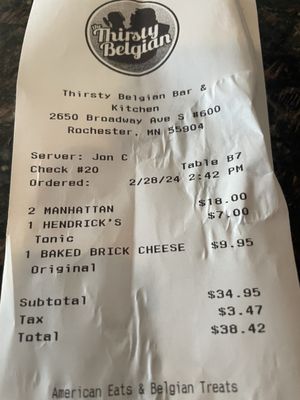 The
Thirsty
Belgian
Thirsty Belgian Bar &
Kitchen
2650 Broadway Ave S #600
Rochester, MN 55904
Server: Jon C
Check #20 Table B7
Ordered: 2/28/24 2:42 PM
2 MANHATTAN $18.00
1 HENDRICK'S $7.00
Tonic
1 BAKED BRICK CHEESE $9.95
Original
Subtotal $34.95
Tax $3.47
Total $38.42
American Eats & Belgian Treats